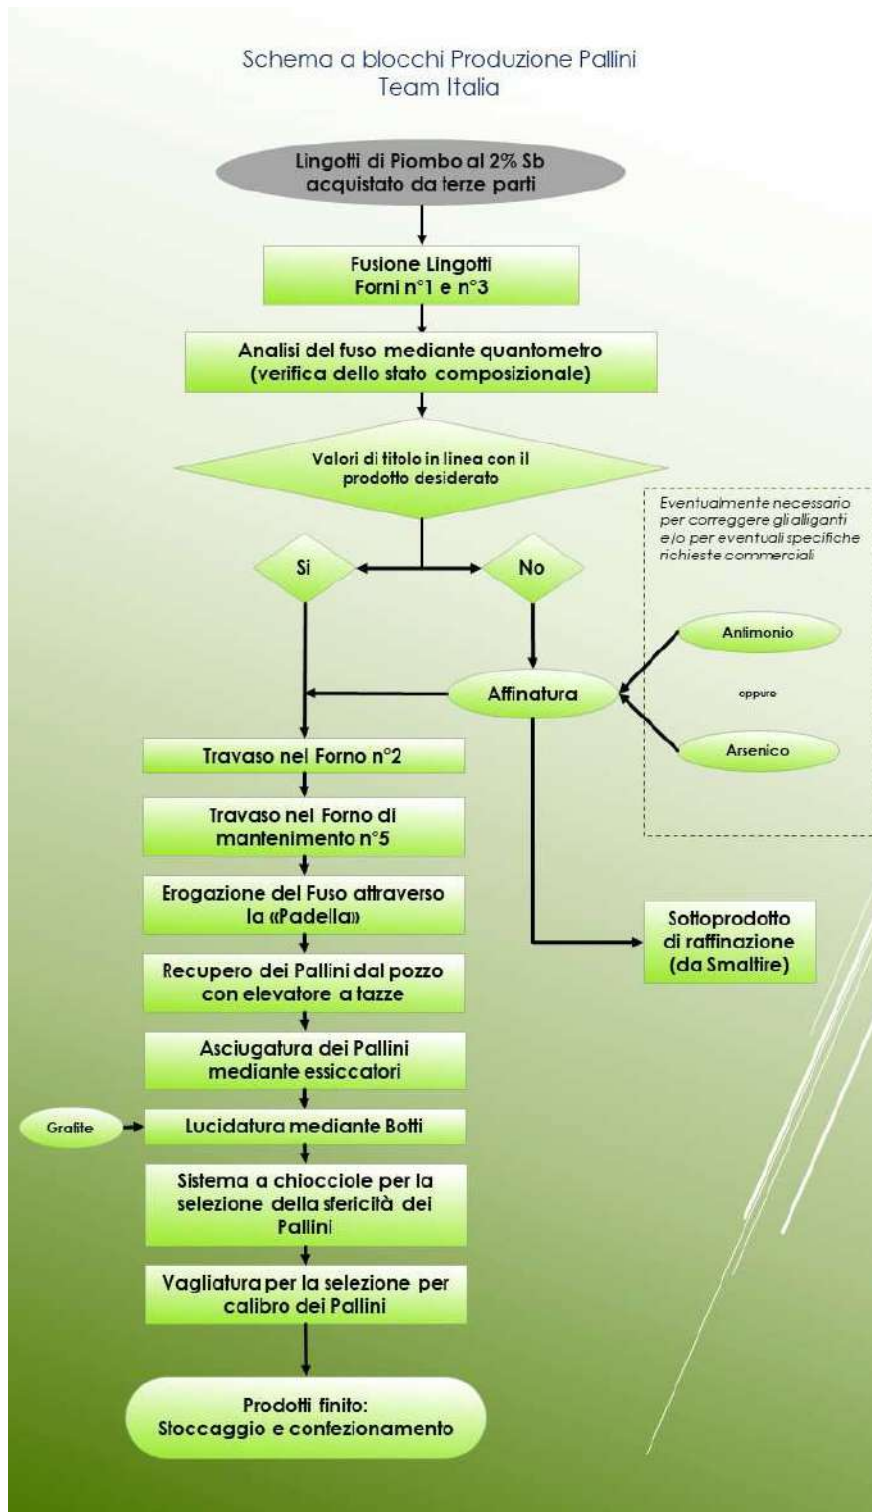 Schema a blocchi Produzione Pallini
Team Italia
Lingotti di Piombo al 2% Sb
acquistato da terze parti
Fusione Lingotti
Forni n°1 e n°3
Analisi del fuso mediante quantometro
(verifica dello stato composizionale)
Valori di titolo in linea con il
prodotto desiderato
Eventualmente necessario
per correggere gli alliganti
e/o per eventuali specifiche
richieste commerciali
Si
No
Antimonio
Affinatura
oppure
Arsenico
Travaso nel Forno n°2
Travaso nel Forno di
mantenimento n°5
Erogazione del Fuso attraverso
la «Padella»
Sottoprodotto
di raffinazione
(da Smaltire)
Recupero dei Pallini dal pozzo
con elevatore a tazze
Asciugatura dei Pallini
mediante essiccatori
Grafite
Lucidatura mediante Botti
Sistema a chiocciole per la
selezione della sfericità dei
Pallini
Vagliatura per la selezione per
calibro dei Pallini
Prodotti finito:
Stoccaggio e confezionamento